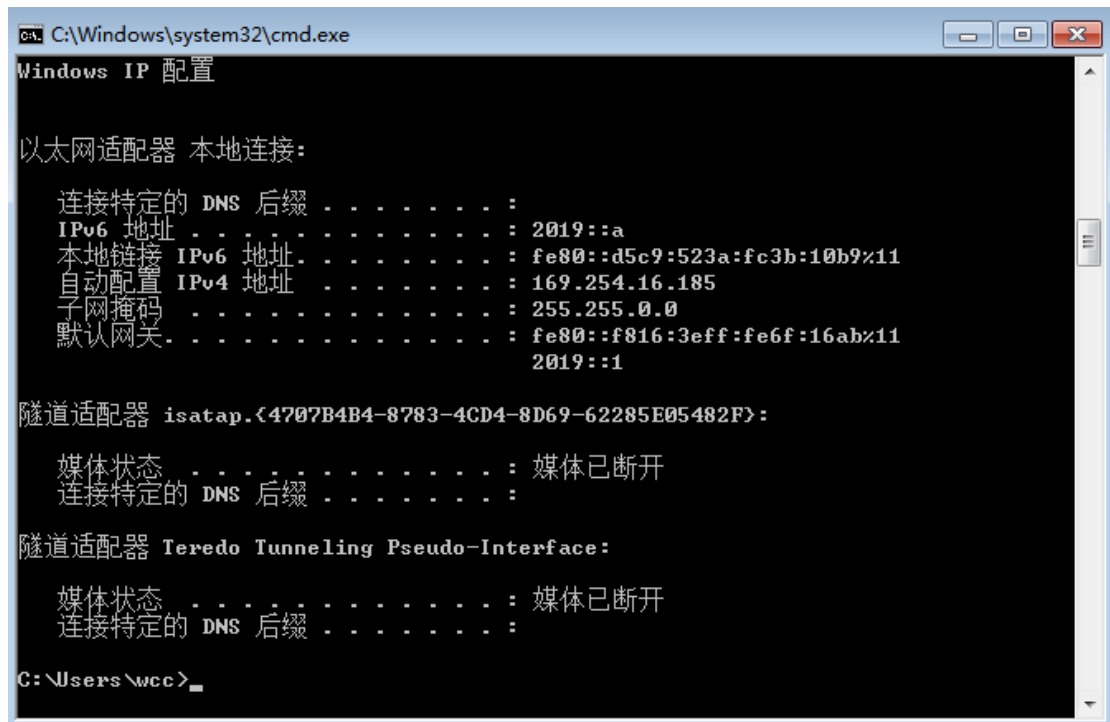 C:\Windows\system32\cmd.exe
Windows IP 配置
以太网适配器 本地连接:
连接特定的 DNS 后缀 . . . . . . . :
IPv6 地址 . . . . . . . . . . . . : 2019::a
本地链接 IPv6 地址. . . . . . . . : fe80::d5c9:523a:fc3b:10b9%11
自动配置 IPv4 地址 . . . . . . . : 169.254.16.185
子网掩码 . . . . . . . . . . . . : 255.255.0.0
默认网关. . . . . . . . . . . . . : fe80::f816:3eff:fe6f:16ab%11
2019::1
隧道适配器 isatap.{4707B4B4-8783-4CD4-8D69-62285E05482F}:
媒体状态 . . . . . . . . . . . . : 媒体已断开
连接特定的 DNS 后缀 . . . . . . . :
隧道适配器 Teredo Tunneling Pseudo-Interface:
媒体状态 . . . . . . . . . . . . : 媒体已断开
连接特定的 DNS 后缀 . . . . . . . :
C:\Users\wcc>_